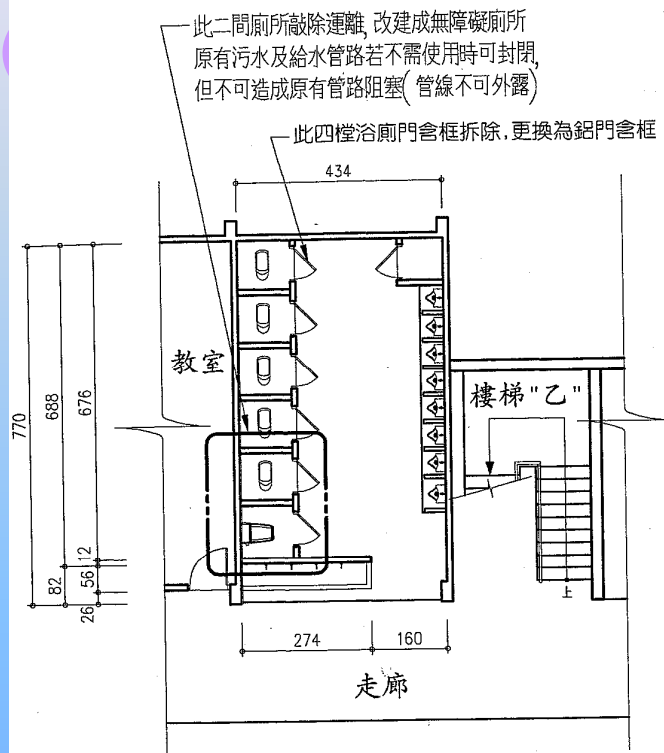 此二間廁所敲除運離, 改建成無障礙廁所
原有污水及給水管路若不需使用時可封閉,
但不可造成原有管路阻塞( 管線不可外露)
此四樘浴廁門含框拆除, 更換為鋁門含框
434
教室
樓梯"乙"
770
688
676
12
82
56
26
上
274
160
走廊